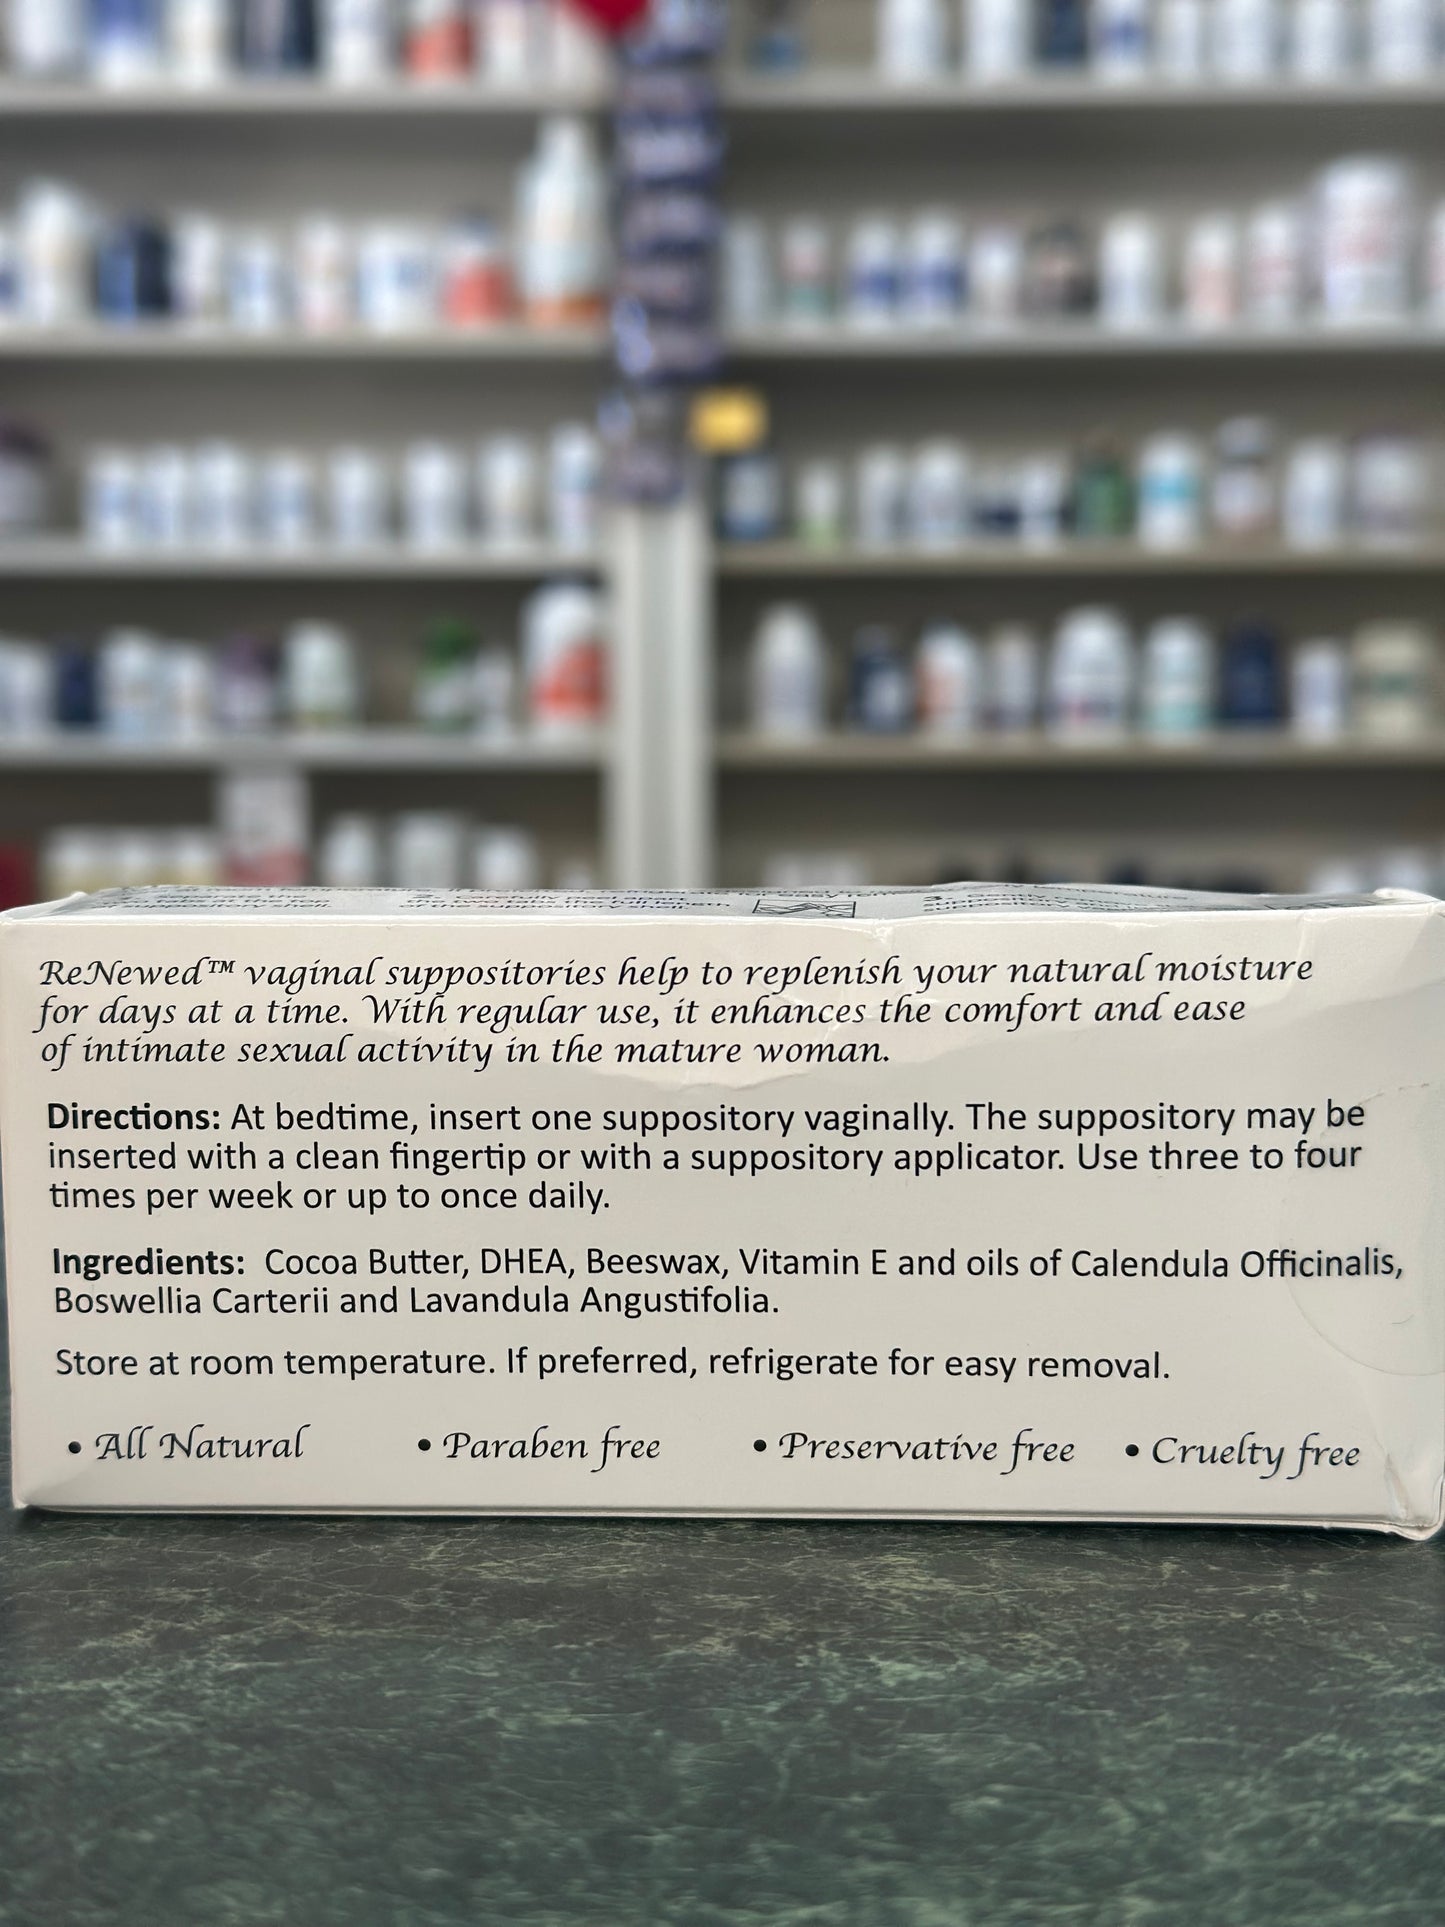 of the suppository shell.
ReNewed™ vaginal suppositories help to replenish your natural moisture
for days at a time. With regular use, it enhances the comfort and ease
of intimate sexual activity in the mature woman.
Directions: At bedtime, insert one suppository vaginally. The suppository may be
inserted with a clean fingertip or with a suppository applicator. Use three to four
times per week or up to once daily.
Ingredients: Cocoa Butter, DHEA, Beeswax, Vitamin E and oils of Calendula Officinalis,
Boswellia Carterii and Lavandula Angustifolia.
Store at room temperature. If preferred, refrigerate for easy removal.
• All Natural • Paraben free • Preservative free • Cruelty free